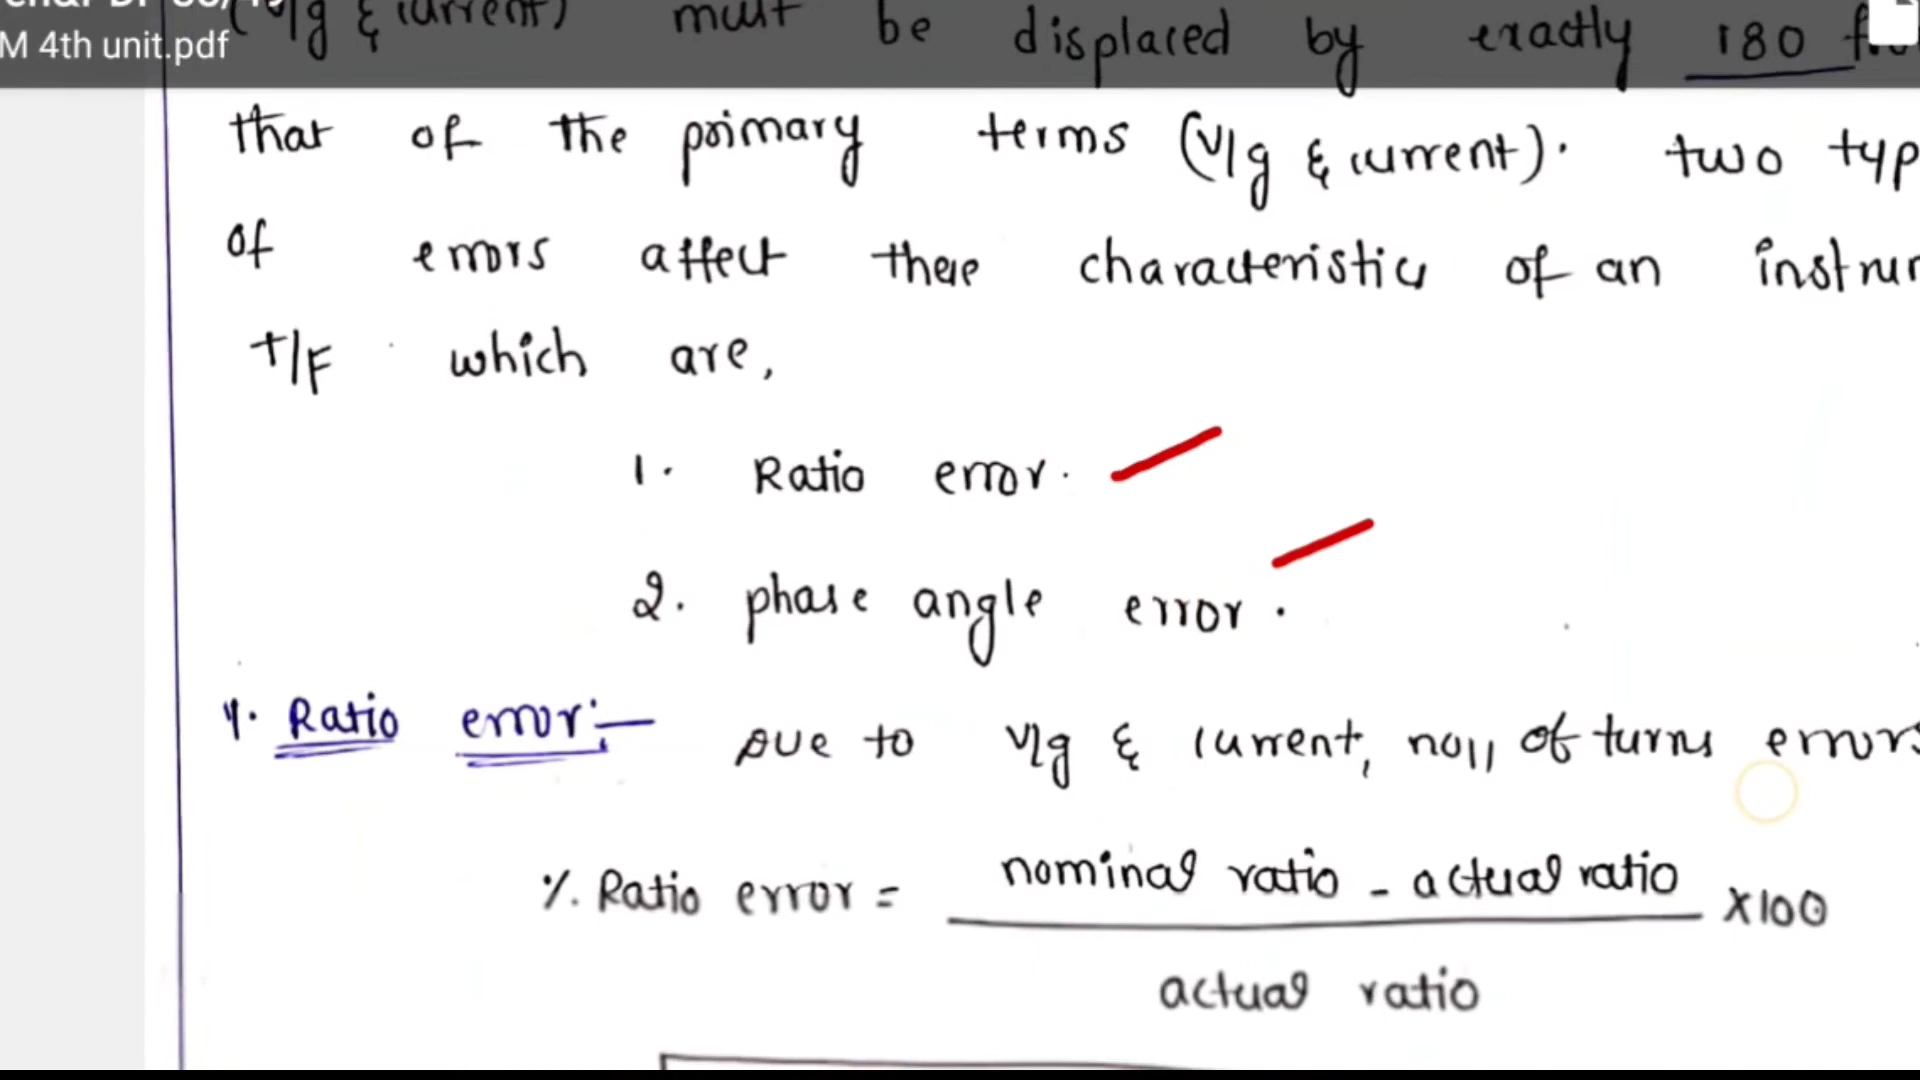 M 4th unit.pdf
(v/g & current) must be displaced by exactly 180
that of the primary terms (v/g & current). two typ
of errors affect these characteristics of an instru
T/F which are,
1. Ratio error.
2. phase angle error.
1. Ratio error:— Due to v/g & current, no,, of turns errors
%. Ratio error = nominal ratio - actual ratio ×100
actual ratio